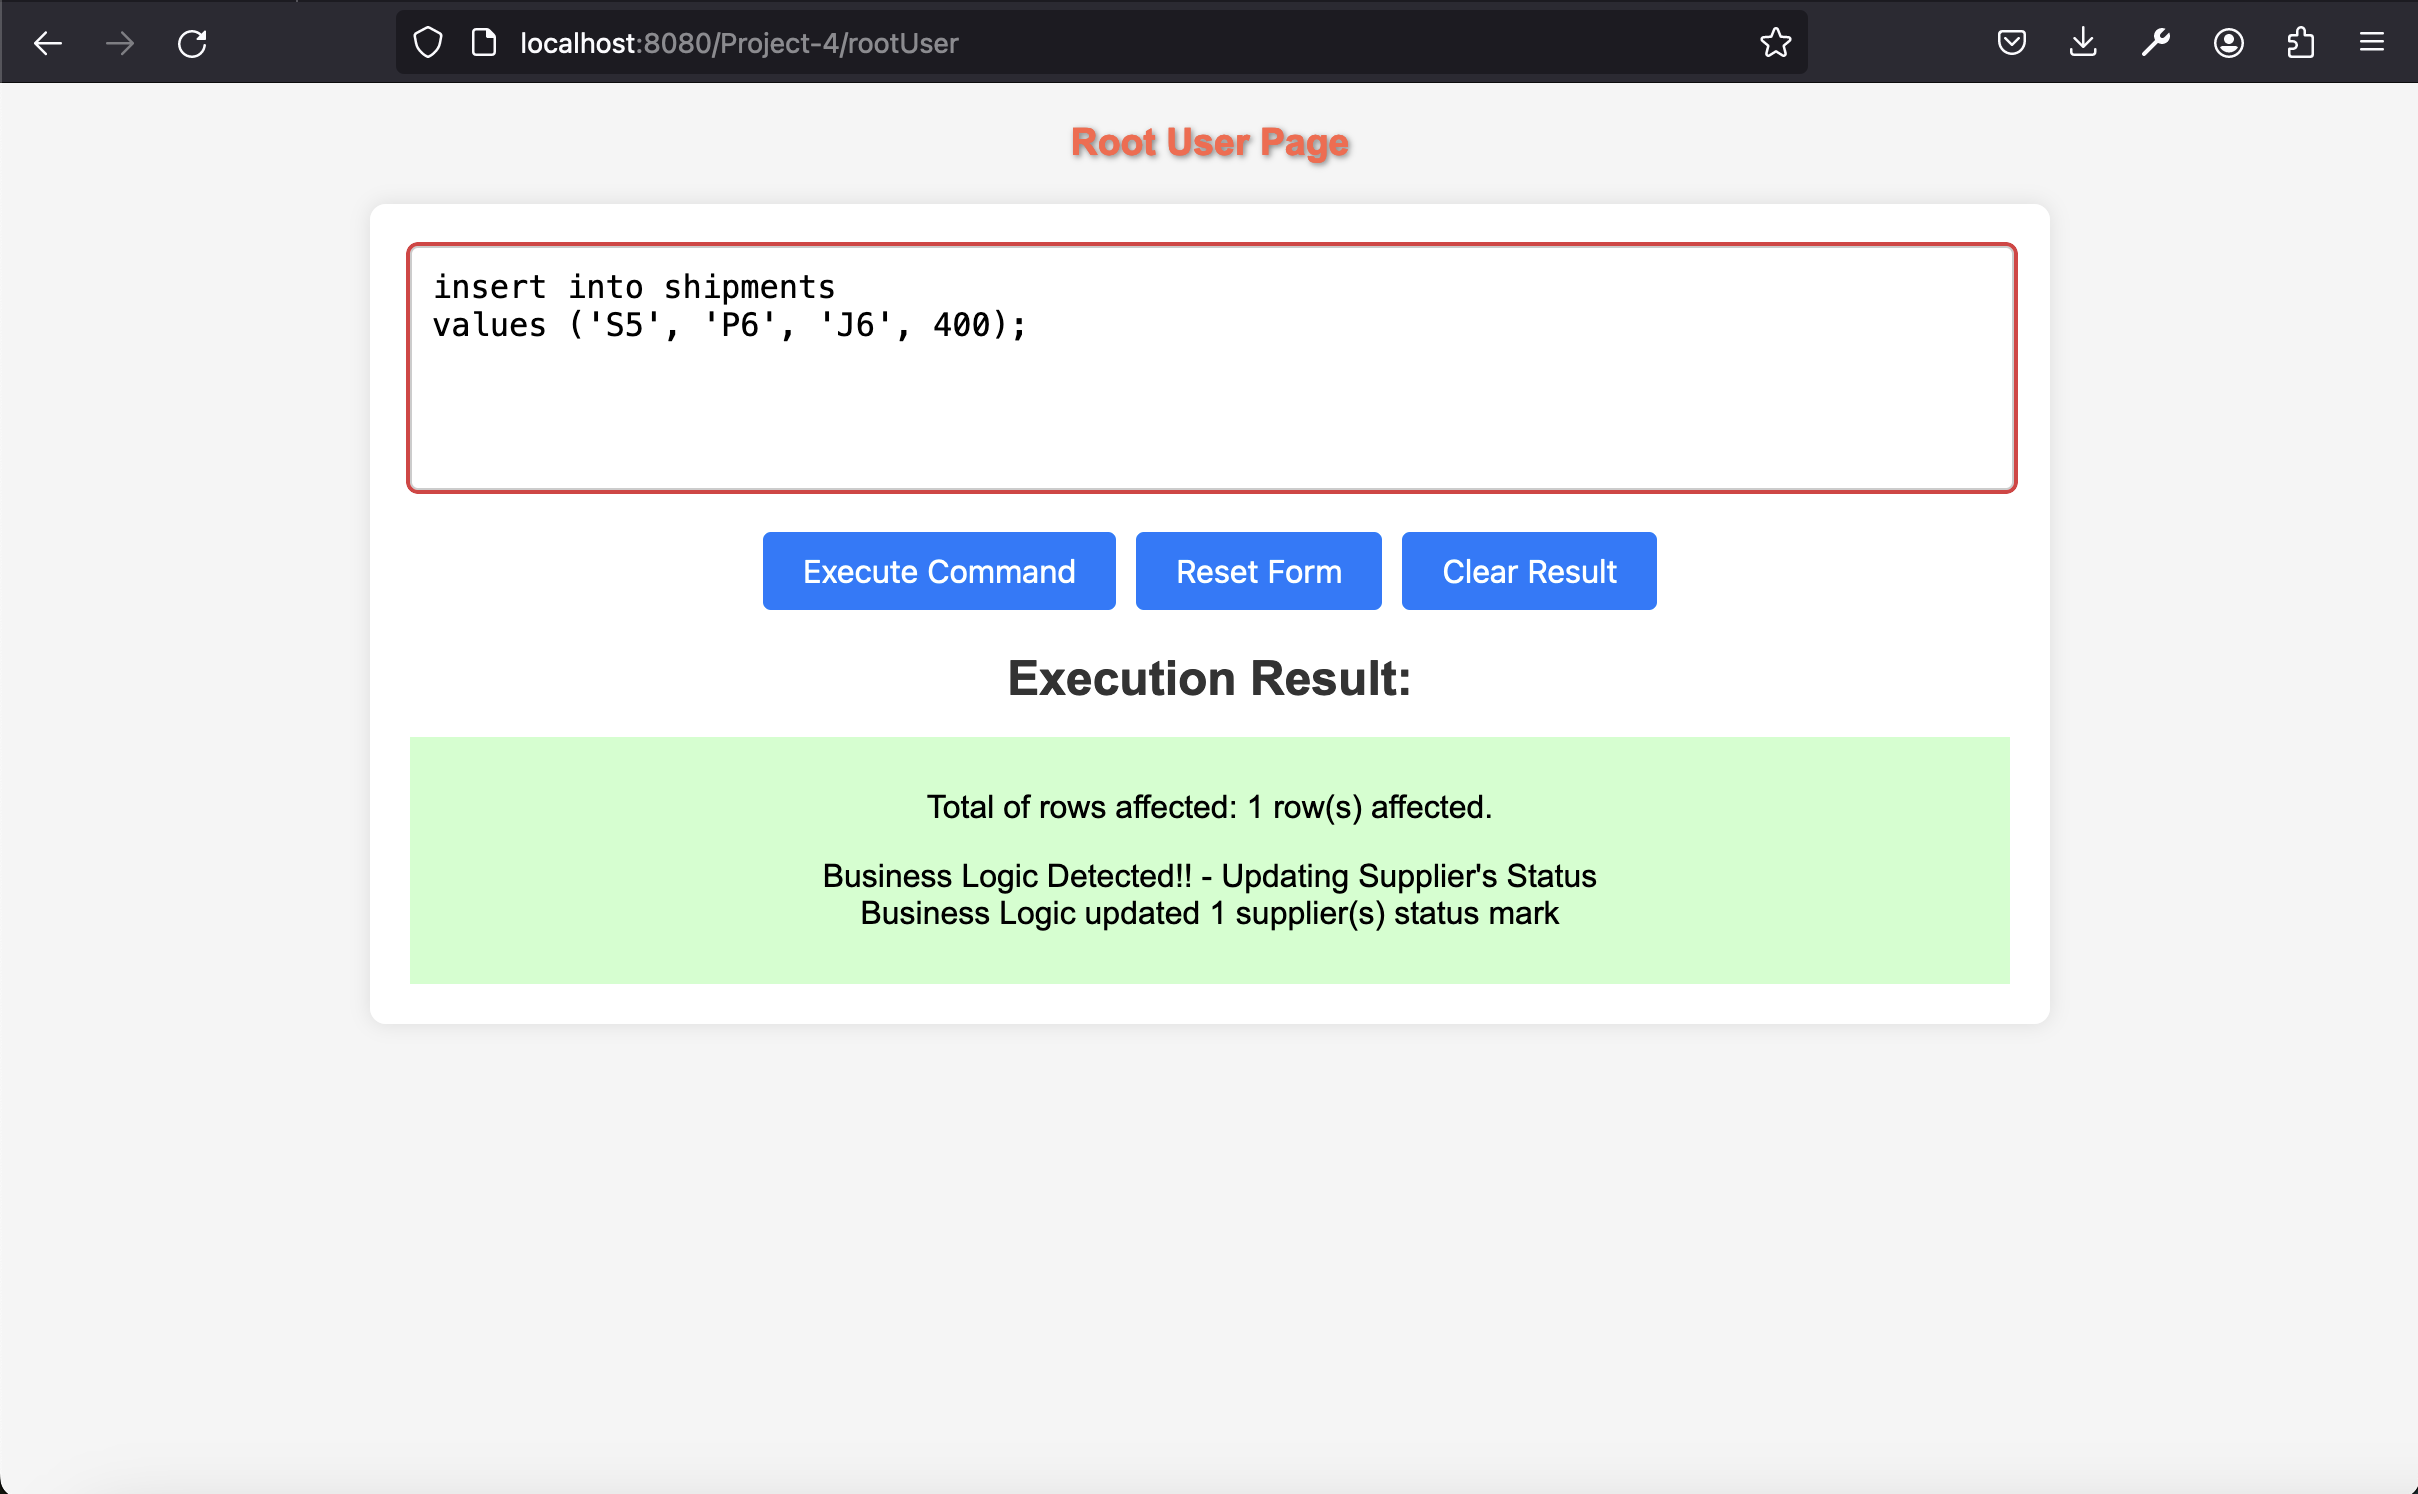 localhost:8080/Project-4/rootUser
Root User Page
insert into shipments
values ('S5', 'P6', 'J6', 400);
Execute Command
Reset Form
Clear Result
Execution Result:
Total of rows affected: 1 row(s) affected.
Business Logic Detected!! - Updating Supplier's Status
Business Logic updated 1 supplier(s) status mark